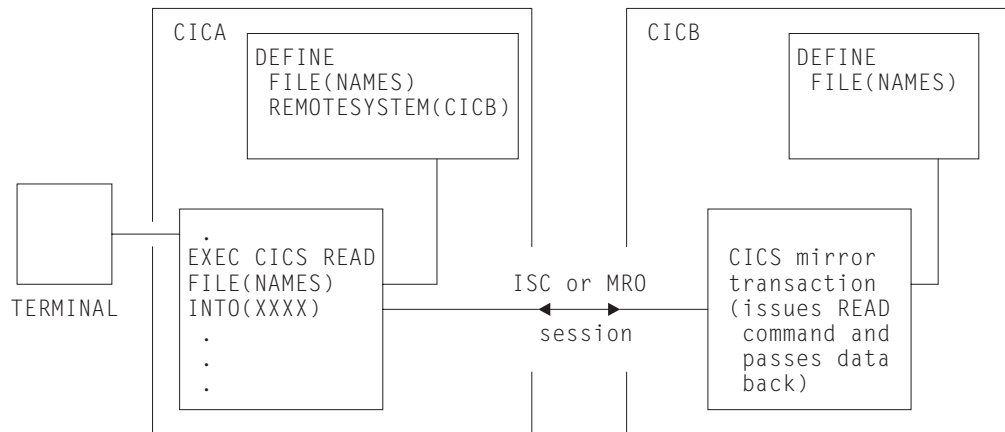 CICA
DEFINE
FILE(NAMES)
REMOTESYSTEM(CICB)
TERMINAL
.
EXEC CICS READ
FILE(NAMES)
INTO(XXXX)
.
.
.
ISC or MRO
session
CICB
DEFINE
FILE(NAMES)
CICS mirror
transaction
(issues READ
command and
passes data
back)